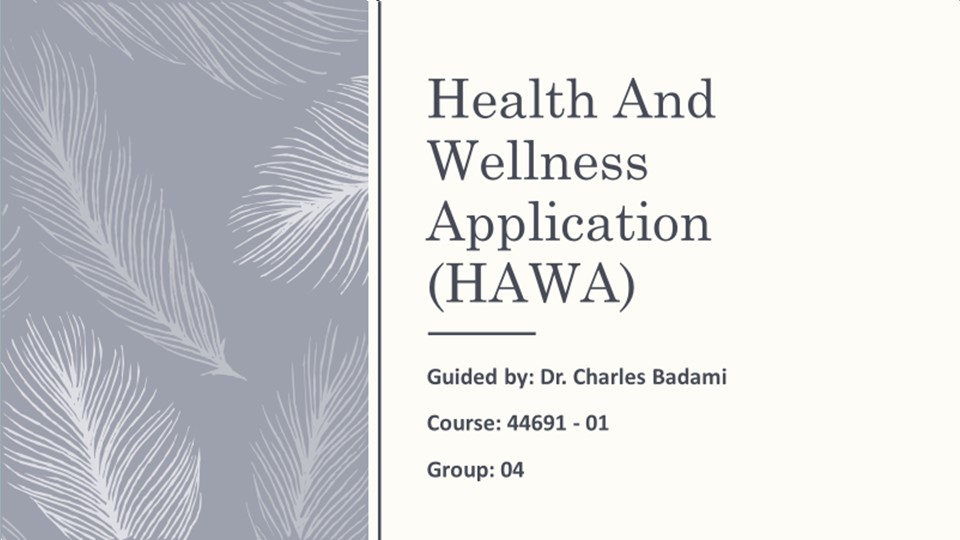 Health And
Wellness
Application
(HAWA)
Guided by: Dr. Charles Badami
Course: 44691 - 01
Group: 04